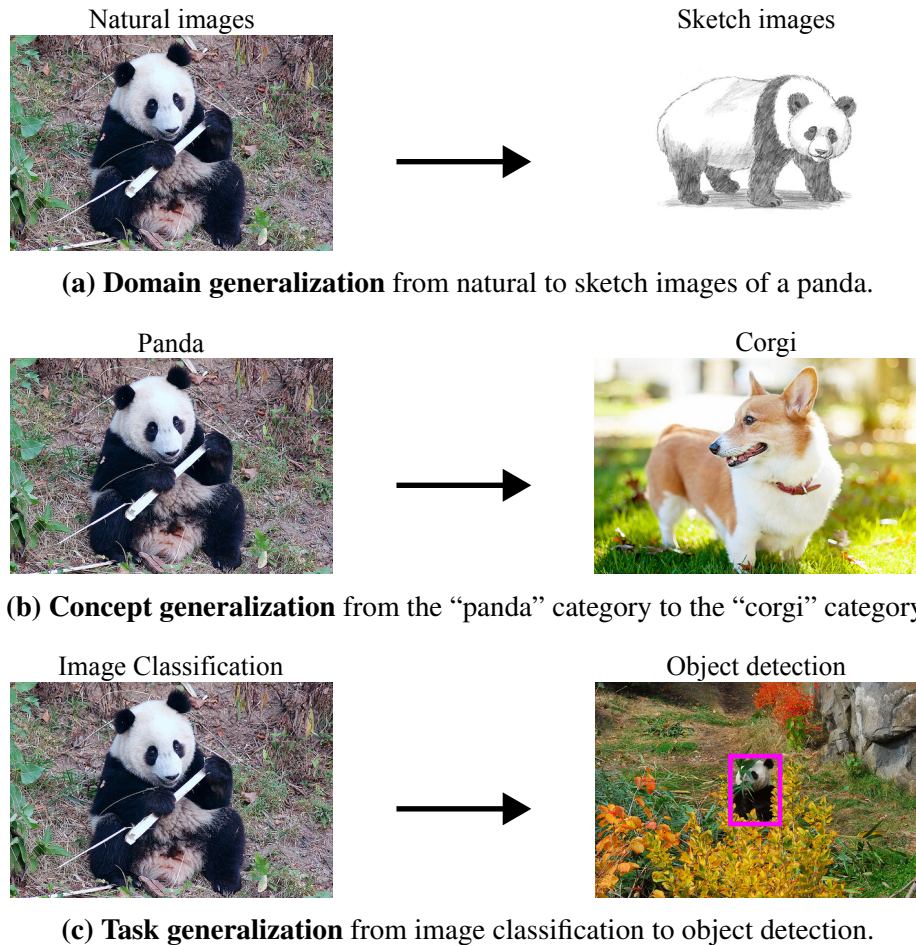 Natural images
Sketch images
(a) Domain generalization from natural to sketch images of a panda.
Panda
Corgi
(b) Concept generalization from the “panda” category to the “corgi” category
Image Classification
Object detection
(c) Task generalization from image classification to object detection.